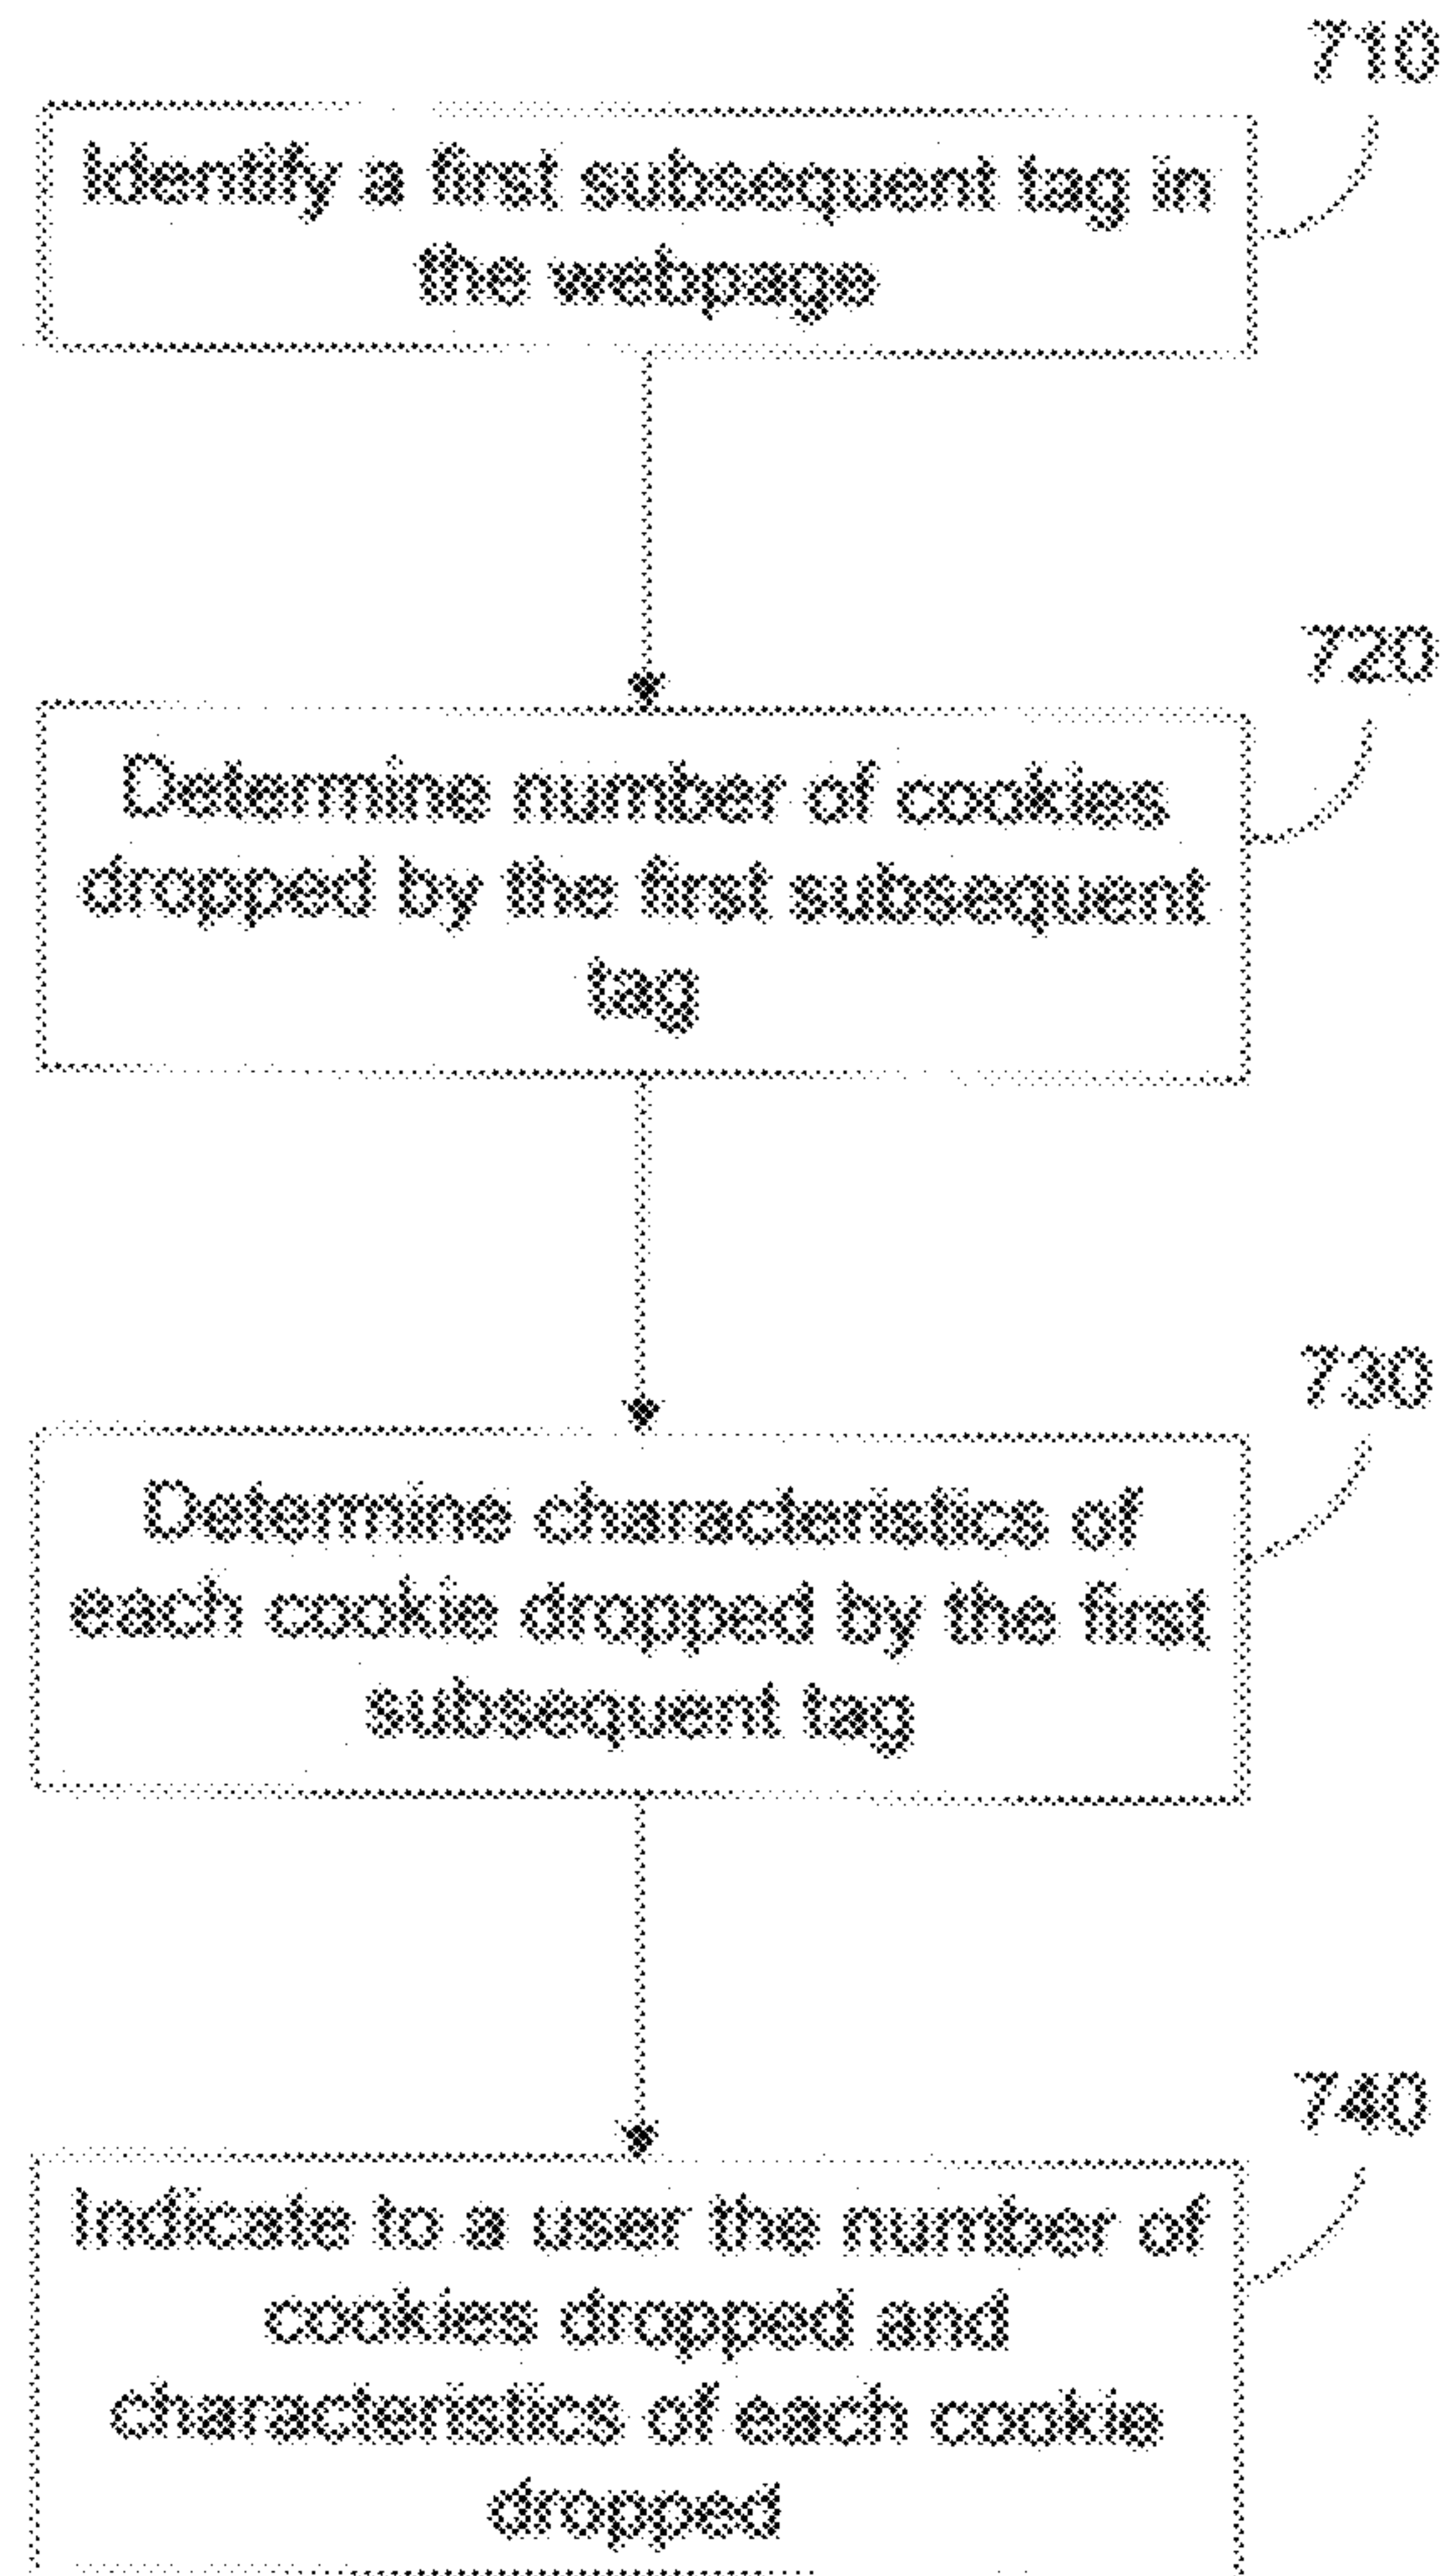 710
Identify a first subsequent tag in
the webpage
720
Determine number of cookies
dropped by the first subsequent
tag
730
Determine characteristics of
each cookie dropped by the first
subsequent tag
740
Indicate to a user the number of
cookies dropped and
characteristics of each cookie
dropped